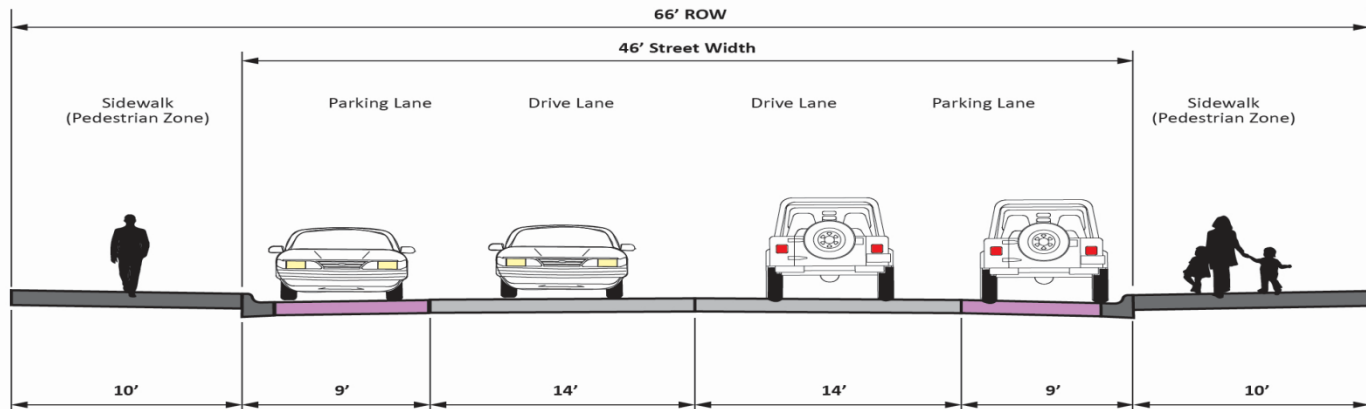 66’ ROW
46’ Street Width
Sidewalk
(Pedestrian Zone)
Parking Lane
Drive Lane
Drive Lane
Parking Lane
Sidewalk
(Pedestrian Zone)
10’
9’
14’
14’
9’
10’